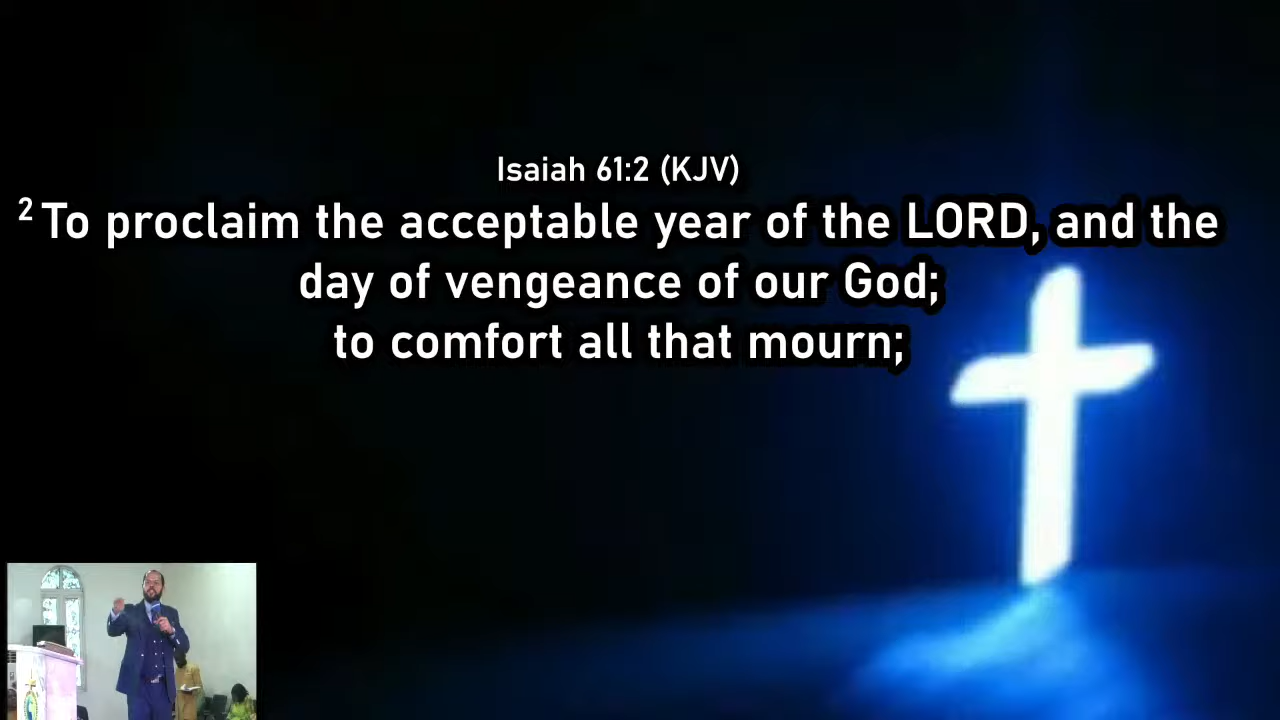 Isaiah 61:2 (KJV)
2 To proclaim the acceptable year of the LORD, and the
day of vengeance of our God;
to comfort all that mourn;